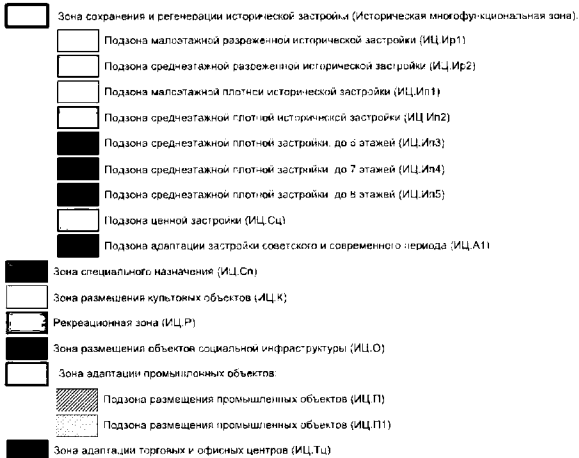 Зона сохранения и регенерации исторической застройки (Историческая многофункциональная зона).
Подзона малоэтажной разреженной исторической застройки (ИЦ.Ир1)
Подзона среднеэтажной разреженной исторической застройки (ИЦ.Ир2)
Подзона малоэтажной плотной исторической застройки (ИЦ.Ип1)
Подзона среднеэтажной плотной исторической застройки (ИЦ Ип2)
Подзона среднеэтажной плотной застройки до 5 этажей (ИЦ.Ип3)
Подзона среднеэтажной плотной застройки до 7 этажей (ИЦ.Ип4)
Подзона среднеэтажной плотной застройки до 8 этажей (ИЦ.Ип5)
Подзона ценной застройки (ИЦ.Сц)
Подзона адаптации застройки советского и современного периода (ИЦ.А1)
Зона специального назначения (ИЦ.Сп)
Зона размещения культовых объектов (ИЦ.К)
Рекреационная зона (ИЦ.Р)
Зона размещения объектов социальной инфраструктуры (ИЦ.О)
Зона адаптации промышленных объектов:
Подзона размещения промышленных объектов (ИЦ.П)
Подзона размещения промышленных объектов (ИЦ.П1)
Зона адаптации торговых и офисных центров (ИЦ.Тц)